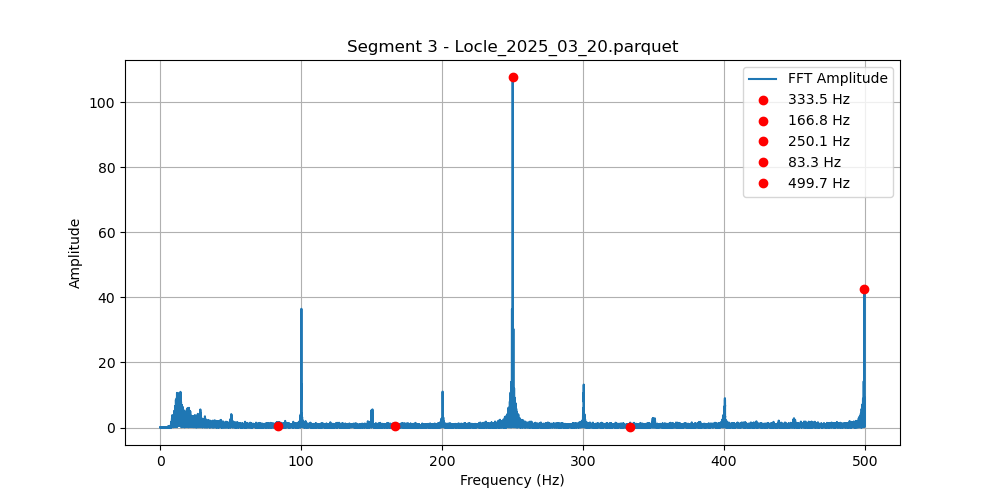 Segment 3 - Locle_2025_03_20.parquet
FFT Amplitude
333.5 Hz
166.8 Hz
250.1 Hz
83.3 Hz
499.7 Hz
Amplitude
100
80
60
40
20
0
0 100 200 300 400 500
Frequency (Hz)